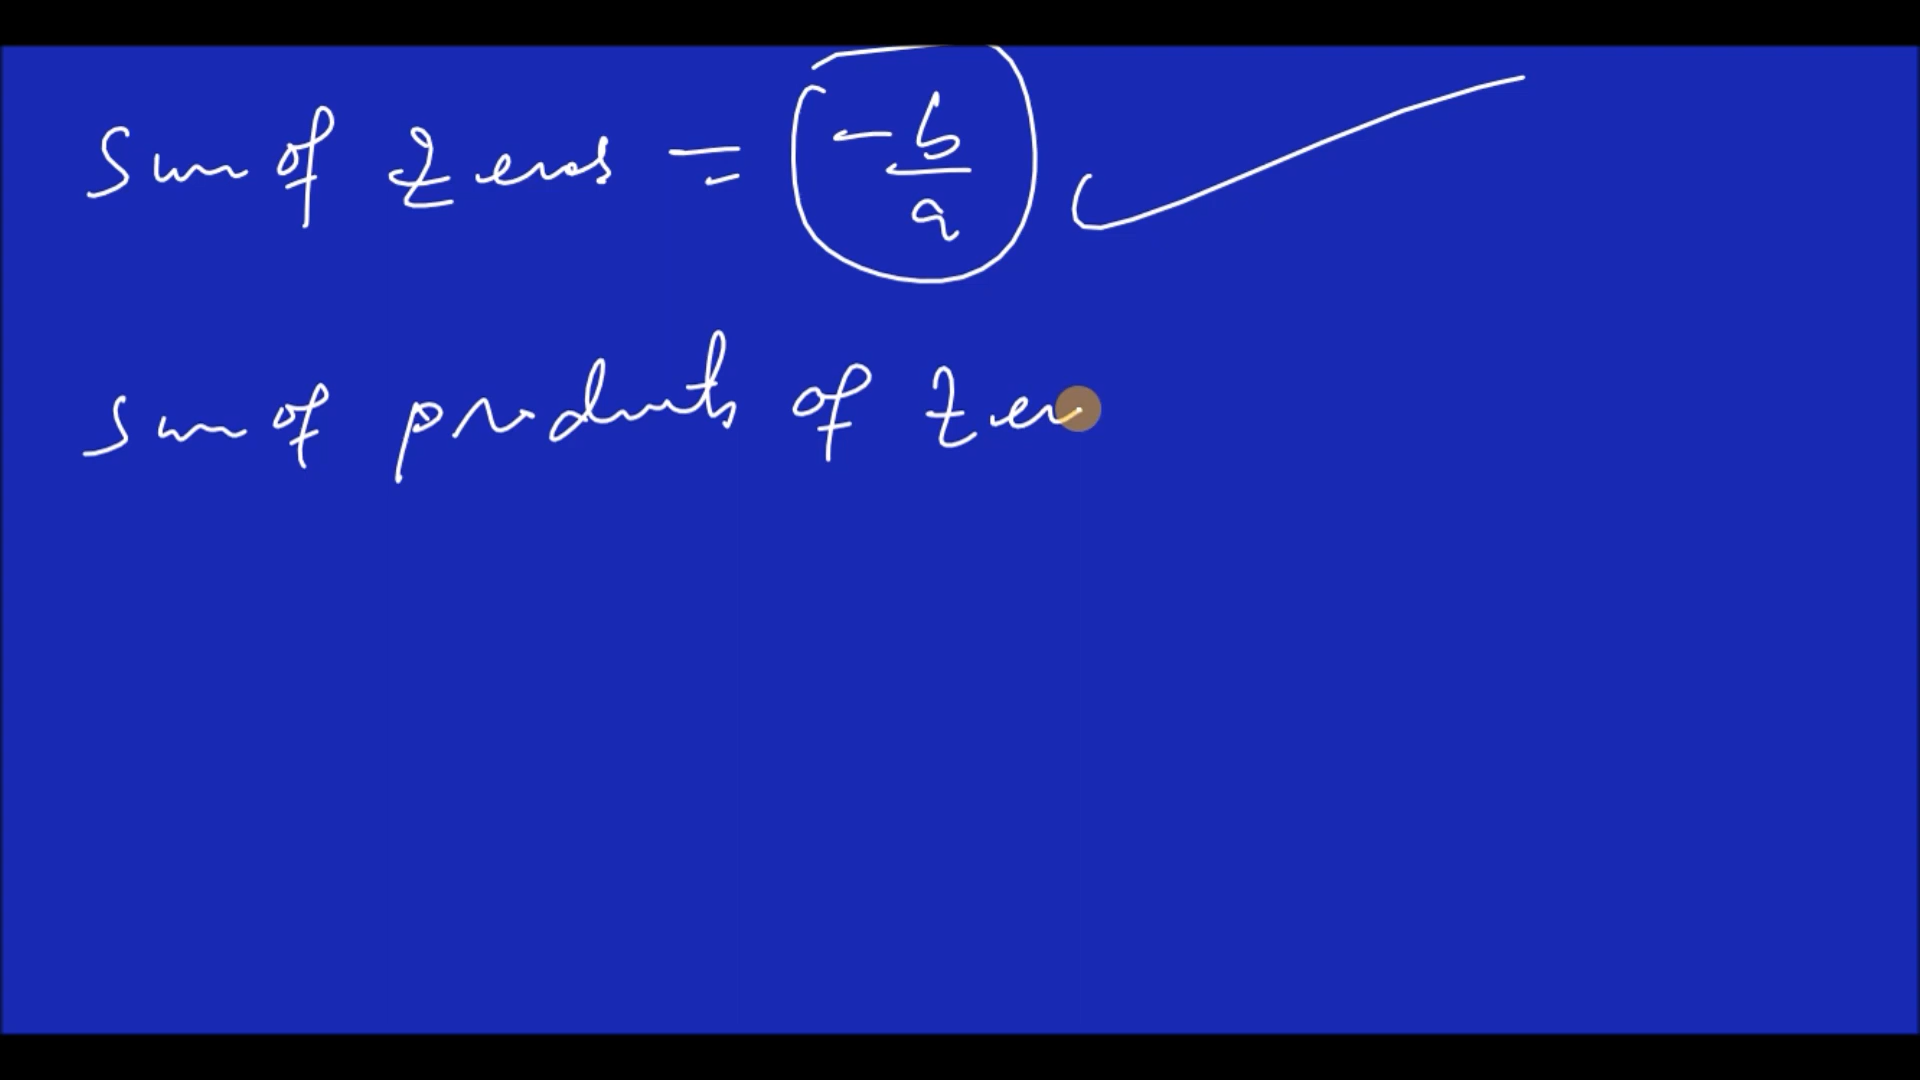 Sum of zeros = -b/a
Sum of products of zer